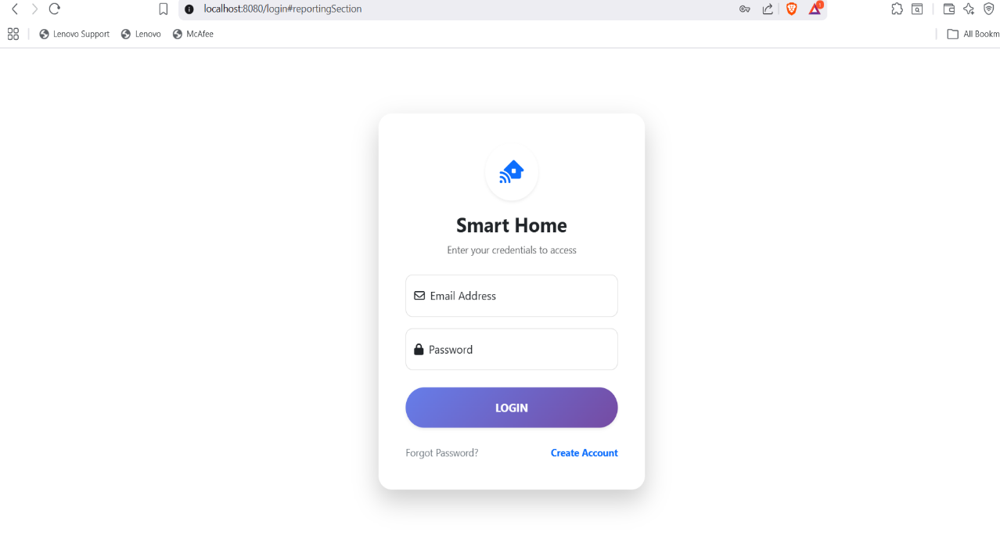 localhost:8080/login#reportingSection
1
Lenovo Support Lenovo McAfee All Bookm
Smart Home
Enter your credentials to access
Email Address
Password
LOGIN
Forgot Password? Create Account